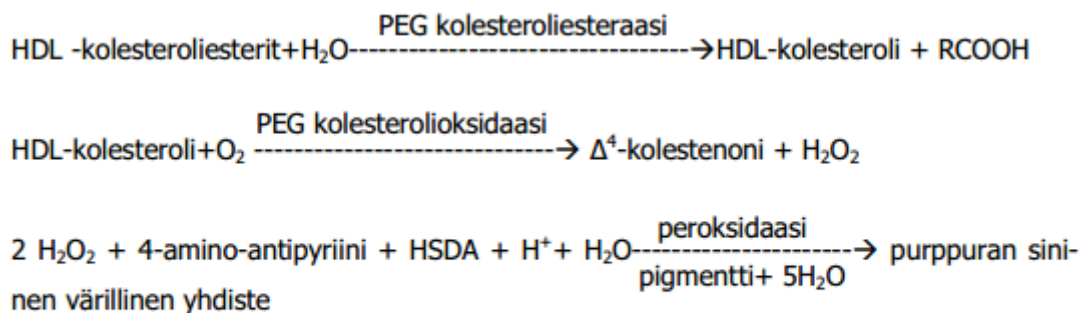 PEG kolesteroliesteraasi
HDL -kolesteroliesterit+H₂O---------------------------------→HDL-kolesteroli + RCOOH
PEG kolesterolioksidaasi
HDL-kolesteroli+O₂ -----------------------------→ Δ⁴-kolestenoni + H₂O₂
peroksidaasi
2 H₂O₂ + 4-amino-antipyriini + HSDA + H⁺+ H₂O---------------------→ purppuran sini-
pigmentti+ 5H₂O
nen värillinen yhdiste